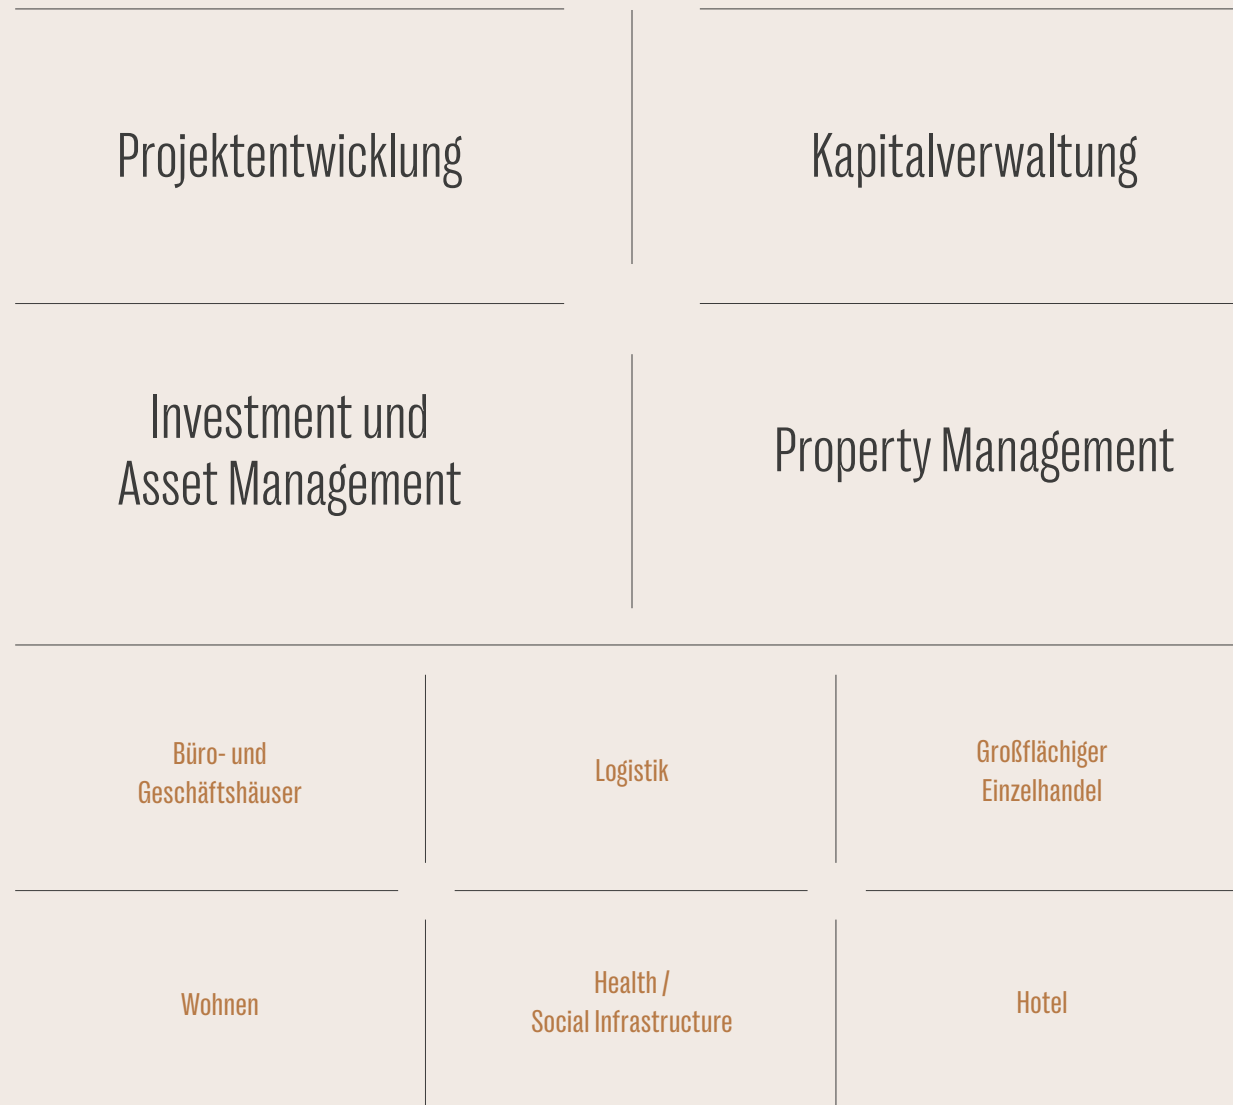 Projektentwicklung
Kapitalverwaltung
Investment und
Asset Management
Property Management
Büro- und
Geschäftshäuser
Logistik
Großflächiger
Einzelhandel
Wohnen
Health /
Social Infrastructure
Hotel